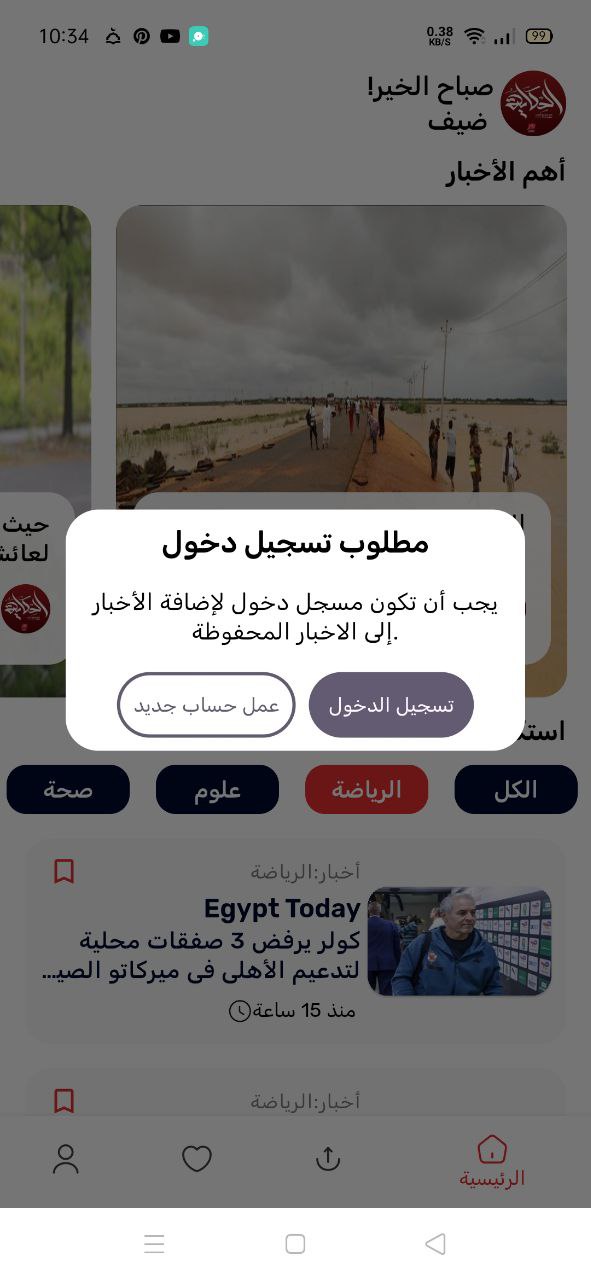 10:34
0.38
KB/S
99
صباح الخير!
ضيف
أهم الأخبار
حيث
لعائش
مطلوب تسجيل دخول
يجب أن تكون مسجل دخول لإضافة الأخبار
إلى الاخبار المحفوظة.
تسجيل الدخول
عمل حساب جديد
الكل
الرياضة
علوم
صحة
أخبار:الرياضة
Egypt Today
كولر يرفض 3 صفقات محلية
لتدعيم الأهلى فى ميركاتو الصيـ...
منذ 15 ساعة
أخبار:الرياضة
الرئيسية